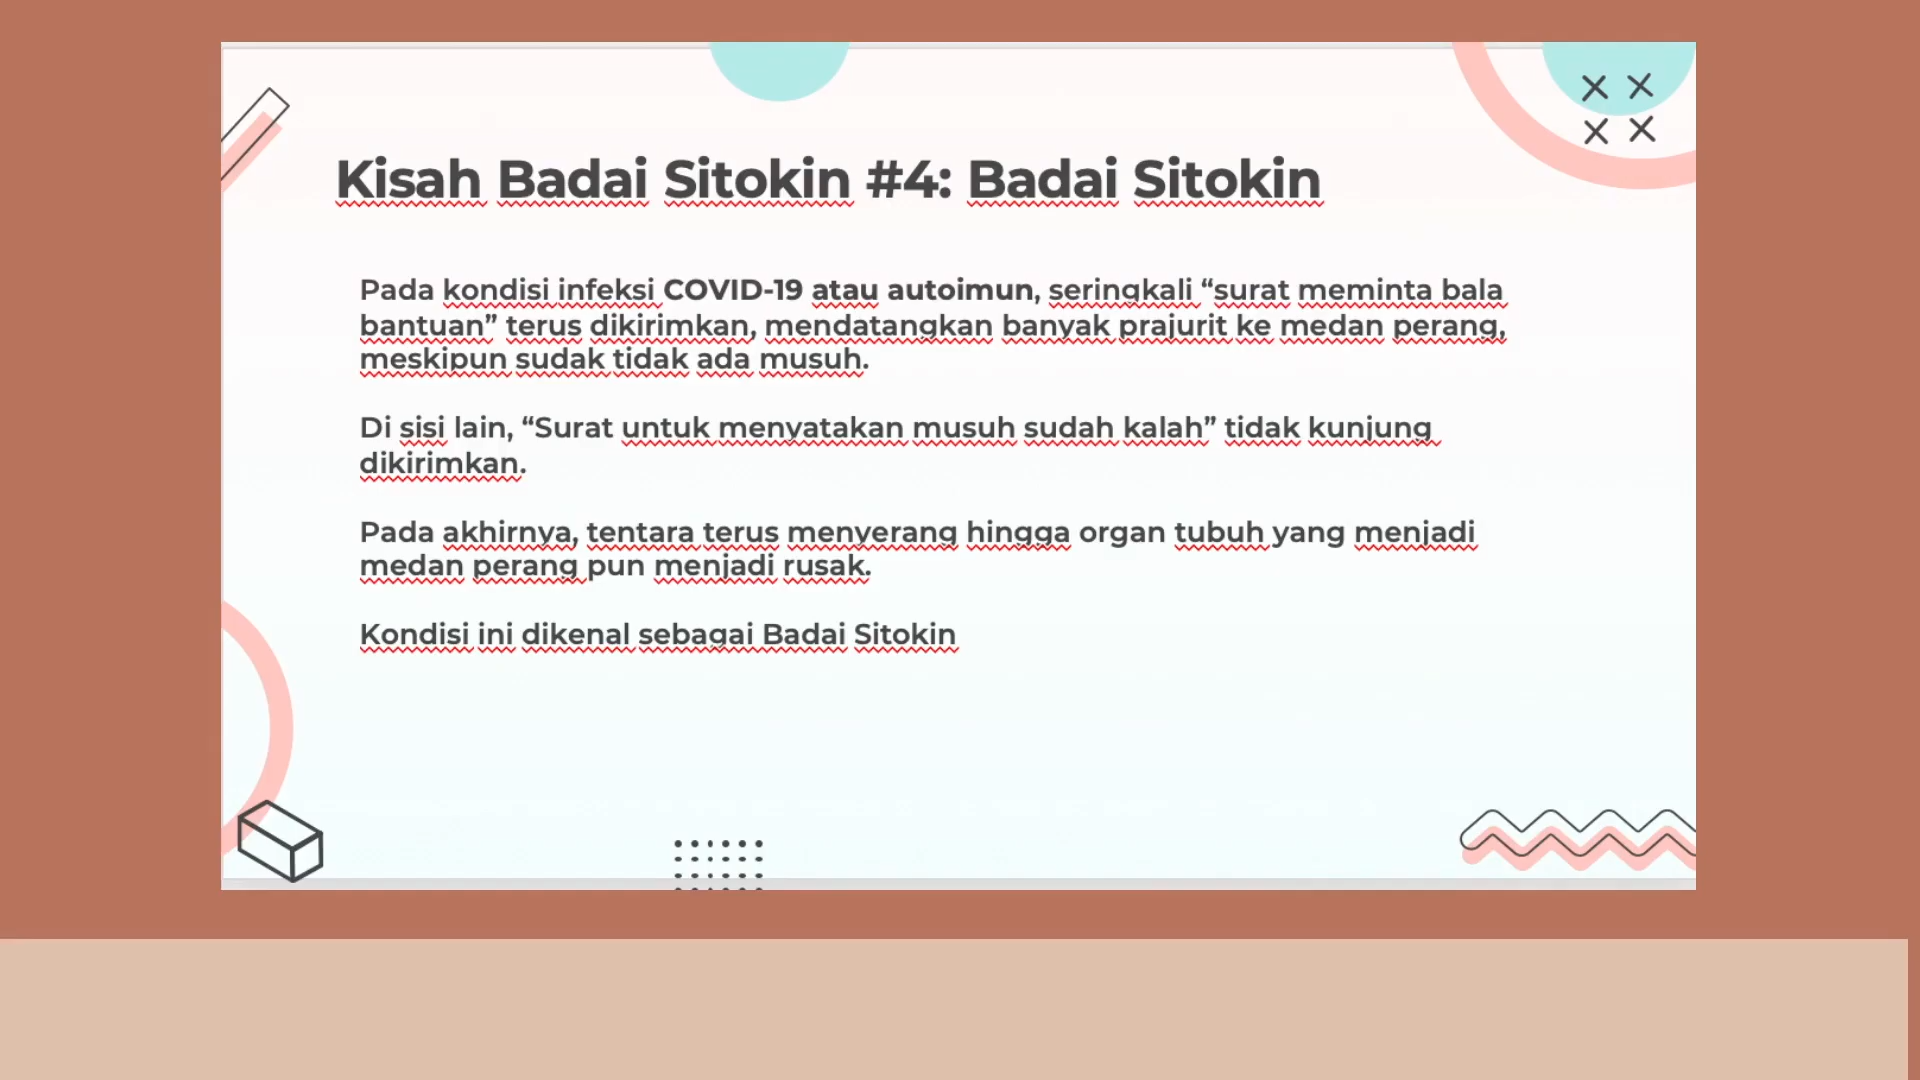 Kisah Badai Sitokin #4: Badai Sitokin
Pada kondisi infeksi COVID-19 atau autoimun, seringkali “surat meminta bala
bantuan” terus dikirimkan, mendatangkan banyak prajurit ke medan perang,
meskipun sudak tidak ada musuh.
Di sisi lain, “Surat untuk menyatakan musuh sudah kalah” tidak kunjung
dikirimkan.
Pada akhirnya, tentara terus menyerang hingga organ tubuh yang menjadi
medan perang pun menjadi rusak.
Kondisi ini dikenal sebagai Badai Sitokin